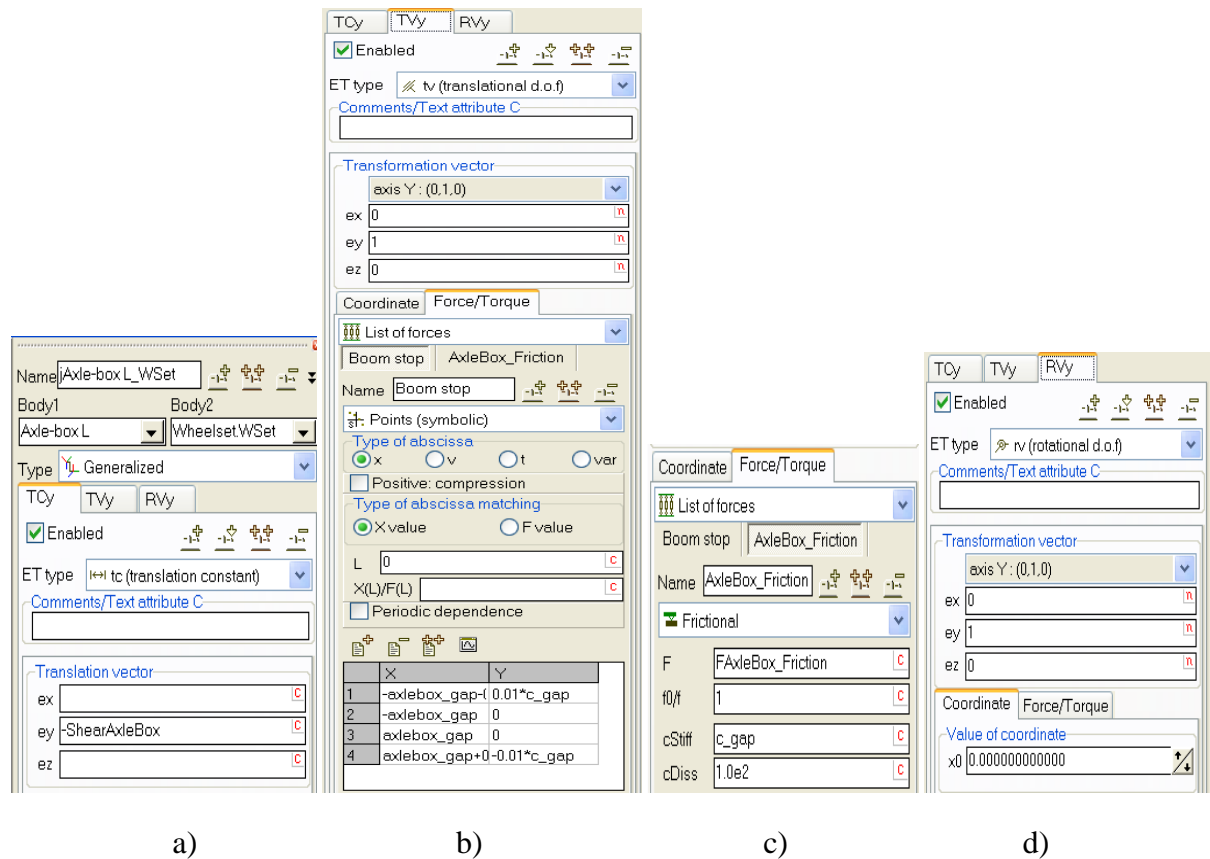 Name jAxle-box L_WSet
Body1 Body2
Axle-box L Wheelset.WSet
Type Generalized
TCy TVy RVy
Enabled
ET type tc (translation constant)
Comments/Text attribute C
Translation vector
ex C
ey -ShearAxleBox C
ez C
a)
TCy TVy RVy
Enabled
ET type tv (translational d.o.f)
Comments/Text attribute C
Transformation vector
axis Y : (0,1,0)
ex 0 n
ey 1 n
ez 0 n
Coordinate Force/Torque
List of forces
Boom stop AxleBox_Friction
Name Boom stop
Points (symbolic)
Type of abscissa
x v t var
Positive: compression
Type of abscissa matching
X value F value
L 0 C
X(L)/F(L) C
Periodic dependence
X Y
1 -axlebox_gap-( 0.01*c_gap
2 -axlebox_gap 0
3 axlebox_gap 0
4 axlebox_gap+0 -0.01*c_gap
b)
Coordinate Force/Torque
List of forces
Boom stop AxleBox_Friction
Name AxleBox_Friction
Frictional
F FAxleBox_Friction C
f0/f 1 C
cStiff c_gap C
cDiss 1.0e2 C
c)
TCy TVy RVy
Enabled
ET type rv (rotational d.o.f)
Comments/Text attribute C
Transformation vector
axis Y : (0,1,0)
ex 0 n
ey 1 n
ez 0 n
Coordinate Force/Torque
Value of coordinate
x0 0.000000000000
d)